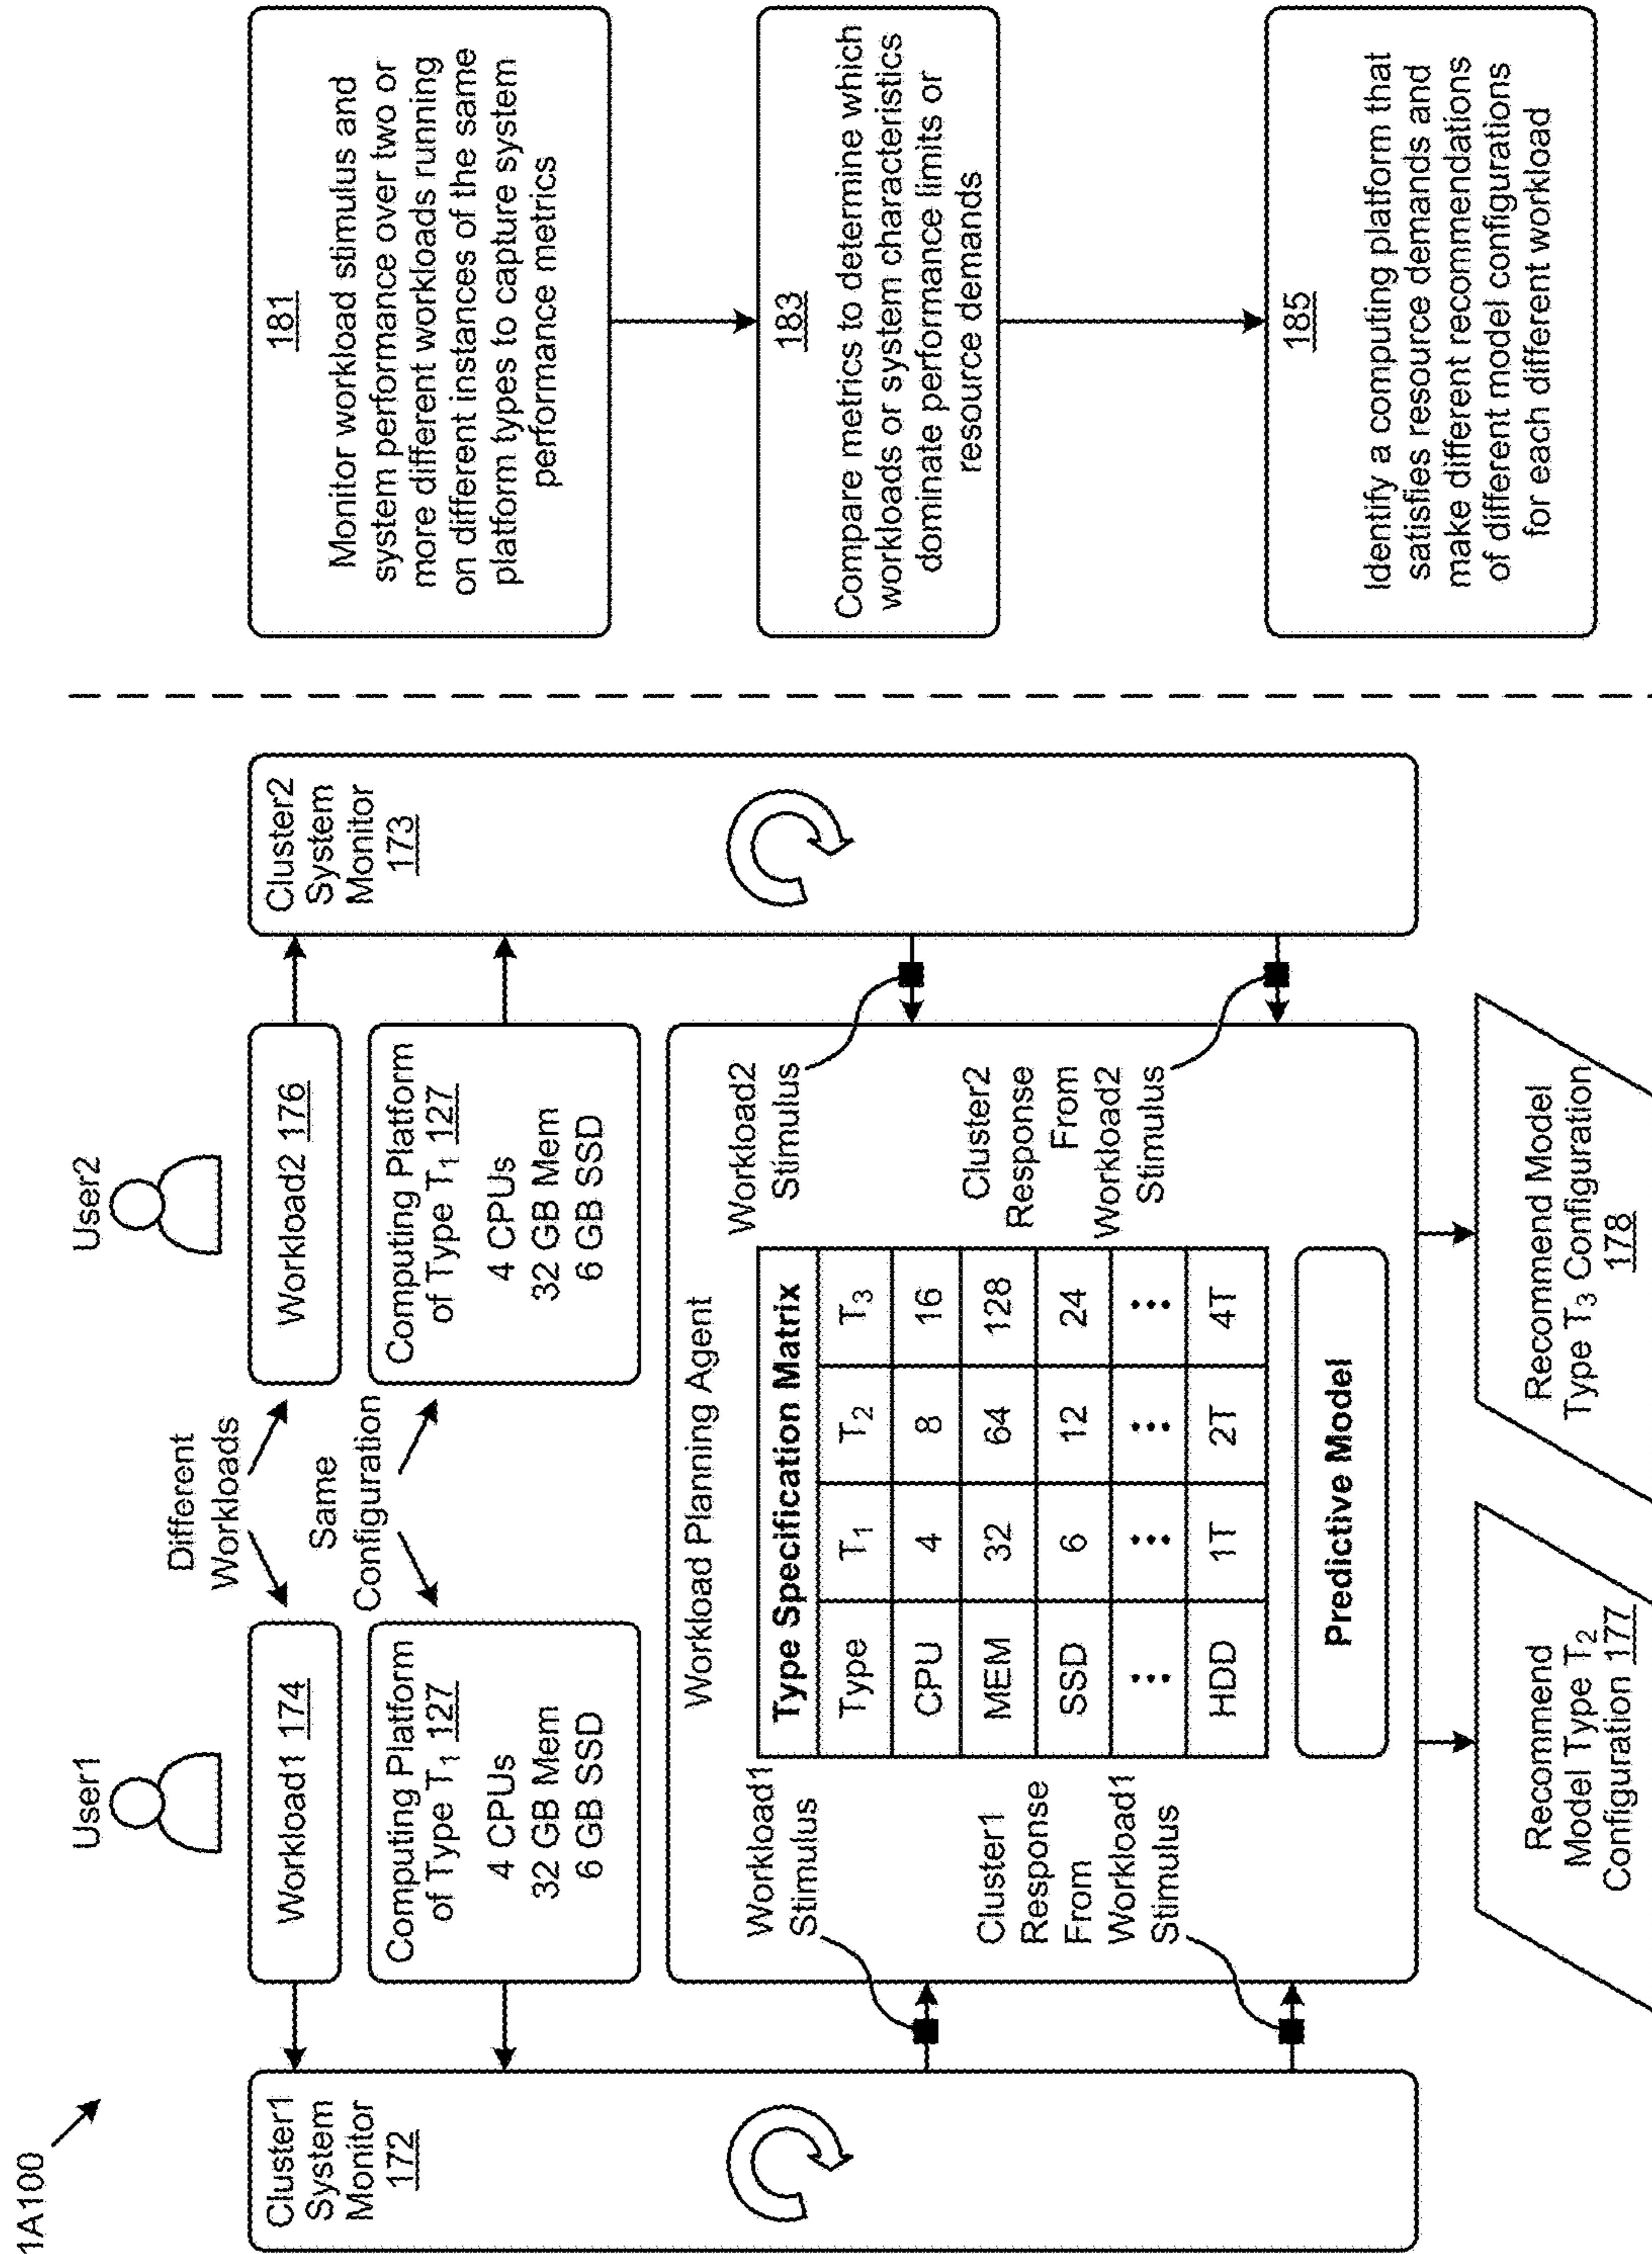 1A100
User1
User2
Cluster1
System
Monitor
172
Workload1 174
Different
Workloads
Workload2 176
Cluster2
System
Monitor
173
Computing Platform
of Type T1 127
4 CPUs
32 GB Mem
6 GB SSD
Same
Configuration
Computing Platform
of Type T1 127
4 CPUs
32 GB Mem
6 GB SSD
Workload Planning Agent
Workload1
Stimulus
Cluster1
Response
From
Workload1
Stimulus
Type Specification Matrix
Type T1 T2 T3
CPU 4 8 16
MEM 32 64 128
SSD 6 12 24
⋮ ⋮ ⋮ ⋮
HDD 1T 2T 4T
Predictive Model
Workload2
Stimulus
Cluster2
Response
From
Workload2
Stimulus
Recommend
Model Type T2
Configuration 177
Recommend Model
Type T3 Configuration
178
181
Monitor workload stimulus and
system performance over two or
more different workloads running
on different instances of the same
platform types to capture system
performance metrics
183
Compare metrics to determine which
workloads or system characteristics
dominate performance limits or
resource demands
185
Identify a computing platform that
satisfies resource demands and
make different recommendations
of different model configurations
for each different workload